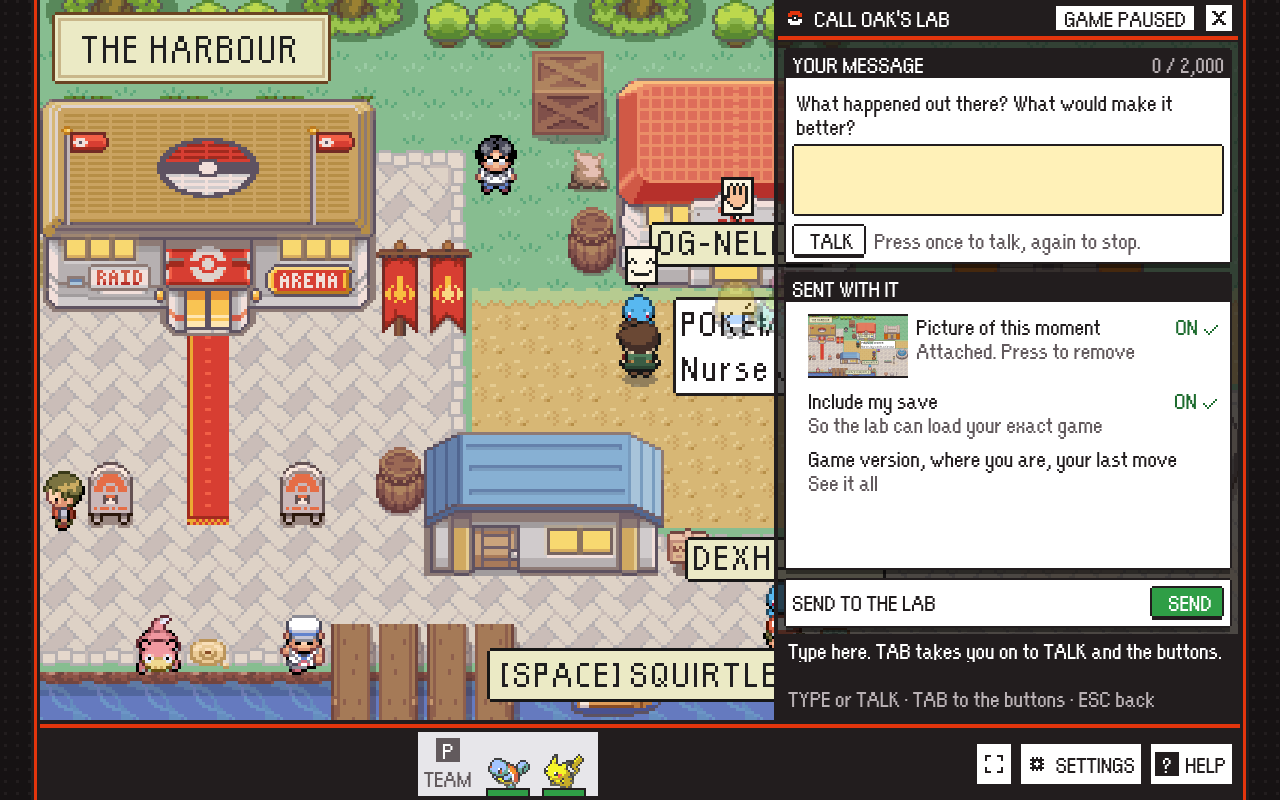 THE HARBOUR
RAID
ARENA
OG-NELL
POKEM
Nurse J
DEXH
[SPACE] SQUIRTLE
CALL OAK'S LAB
GAME PAUSED
X
YOUR MESSAGE
0 / 2,000
What happened out there? What would make it
better?
TALK
Press once to talk, again to stop.
SENT WITH IT
Picture of this moment
ON
Attached. Press to remove
Include my save
ON
So the lab can load your exact game
Game version, where you are, your last move
See it all
SEND TO THE LAB
SEND
Type here. TAB takes you on to TALK and the buttons.
TYPE or TALK · TAB to the buttons · ESC back
P
TEAM
SETTINGS
? HELP